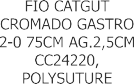 FIO CATGUT
CROMADO GASTRO
2-0 75CM AG.2,5CM
CC24220,
POLYSUTURE